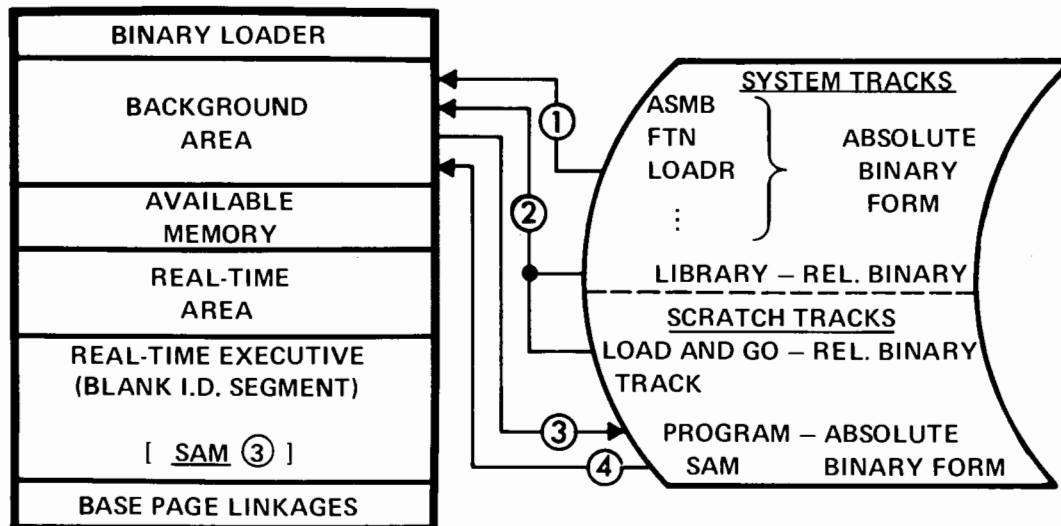 BINARY LOADER
BACKGROUND
AREA
AVAILABLE
MEMORY
REAL-TIME
AREA
REAL-TIME EXECUTIVE
(BLANK I.D. SEGMENT)
[ SAM ③ ]
BASE PAGE LINKAGES
①
②
③
④
SYSTEM TRACKS
ASMB
FTN
LOADR
⋮
ABSOLUTE
BINARY
FORM
LIBRARY – REL. BINARY
SCRATCH TRACKS
LOAD AND GO – REL. BINARY
TRACK
PROGRAM – ABSOLUTE
SAM BINARY FORM